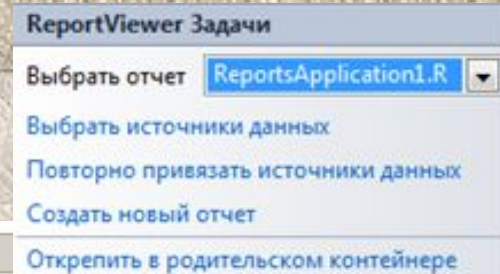 ReportViewer Задачи
Выбрать отчет ReportsApplication1.R
Выбрать источники данных
Повторно привязать источники данных
Создать новый отчет
Открепить в родительском контейнере